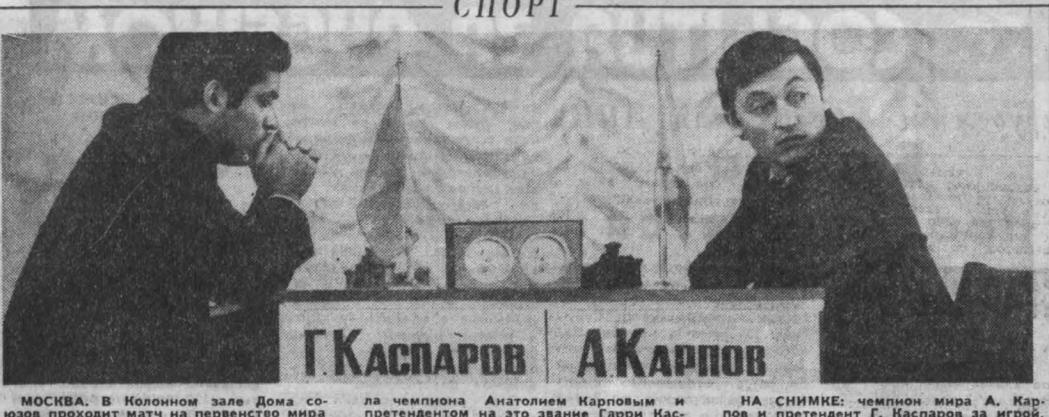 СПОРТ
Г. КАСПАРОВ
А. КАРПОВ
МОСКВА. В Колонном зале Дома со-
юзов проходит матч на первенство мира
ла чемпиона Анатолием Карповым и
претендентом на это звание Гарри Кас-
НА СНИМКЕ: чемпион мира А. Кар-
пов и претендент Г. Каспаров за игрой.